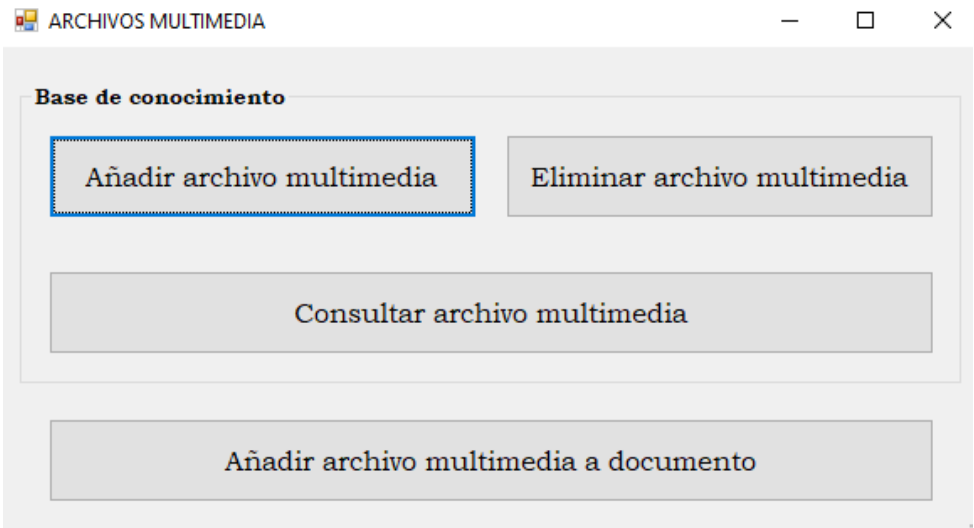 ARCHIVOS MULTIMEDIA
Base de conocimiento
Añadir archivo multimedia
Eliminar archivo multimedia
Consultar archivo multimedia
Añadir archivo multimedia a documento